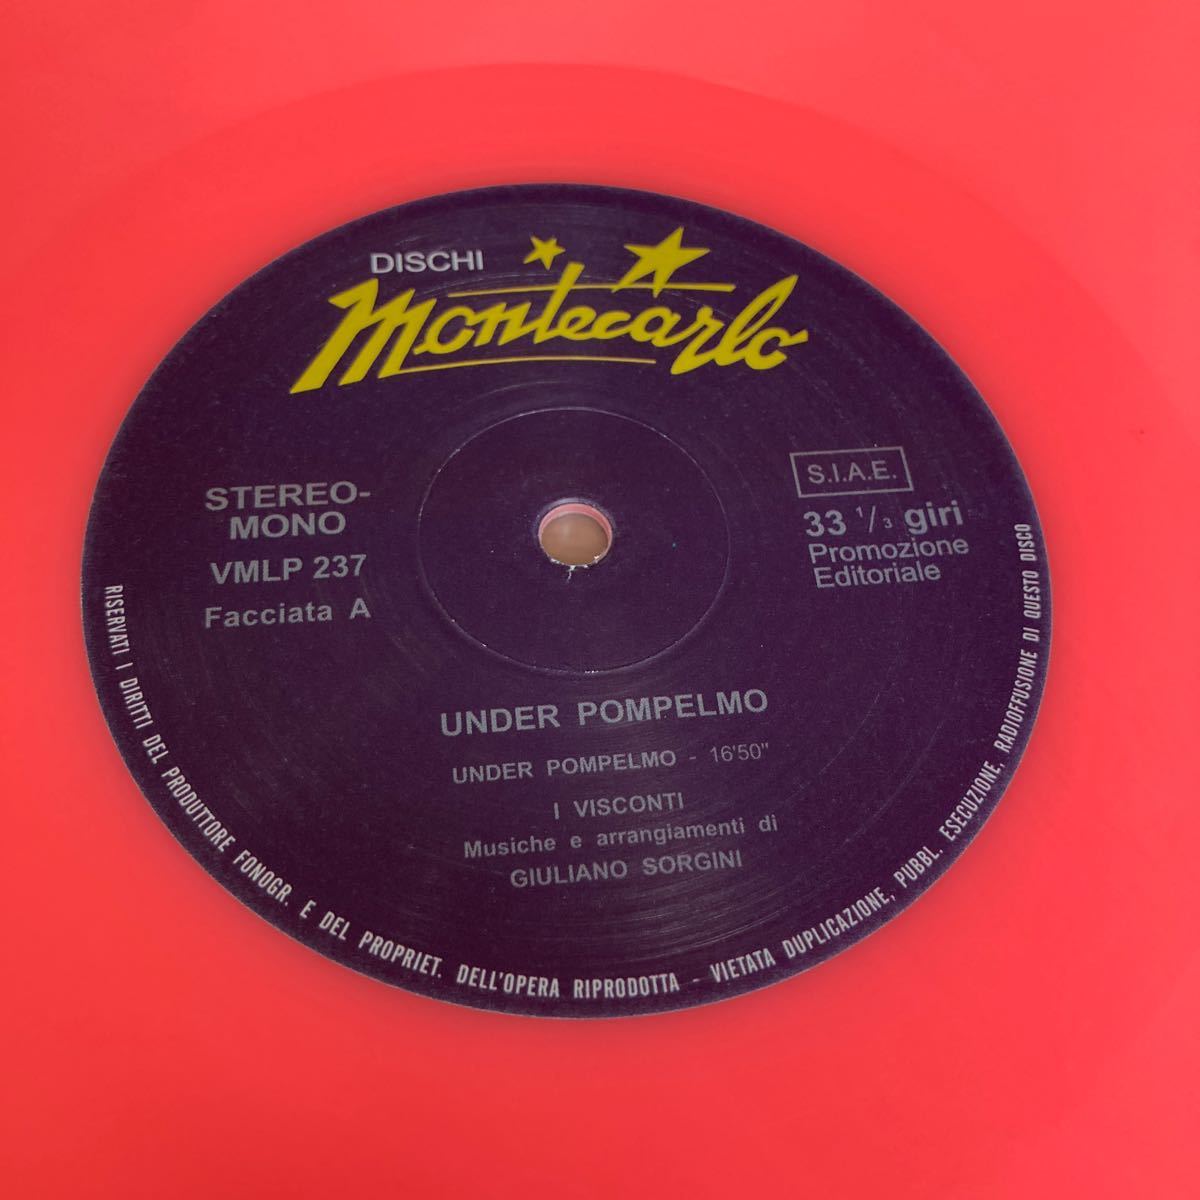 DISCHI
Montecarlo
STEREO-
MONO
VMLP 237
Facciata A
S.I.A.E.
33 1/3 giri
Promozione
Editoriale
UNDER POMPELMO
UNDER POMPELMO - 16'50"
I VISCONTI
Musiche e arrangiamenti di
GIULIANO SORGINI
RISERVATI I DIRITTI DEL PRODUTTORE FONOGR. E DEL PROPRIET. DELL'OPERA RIPRODOTTA - VIETATA DUPLICAZIONE, PUBBL. ESECUZIONE, RADIOFFUSIONE DI QUESTO DISCO